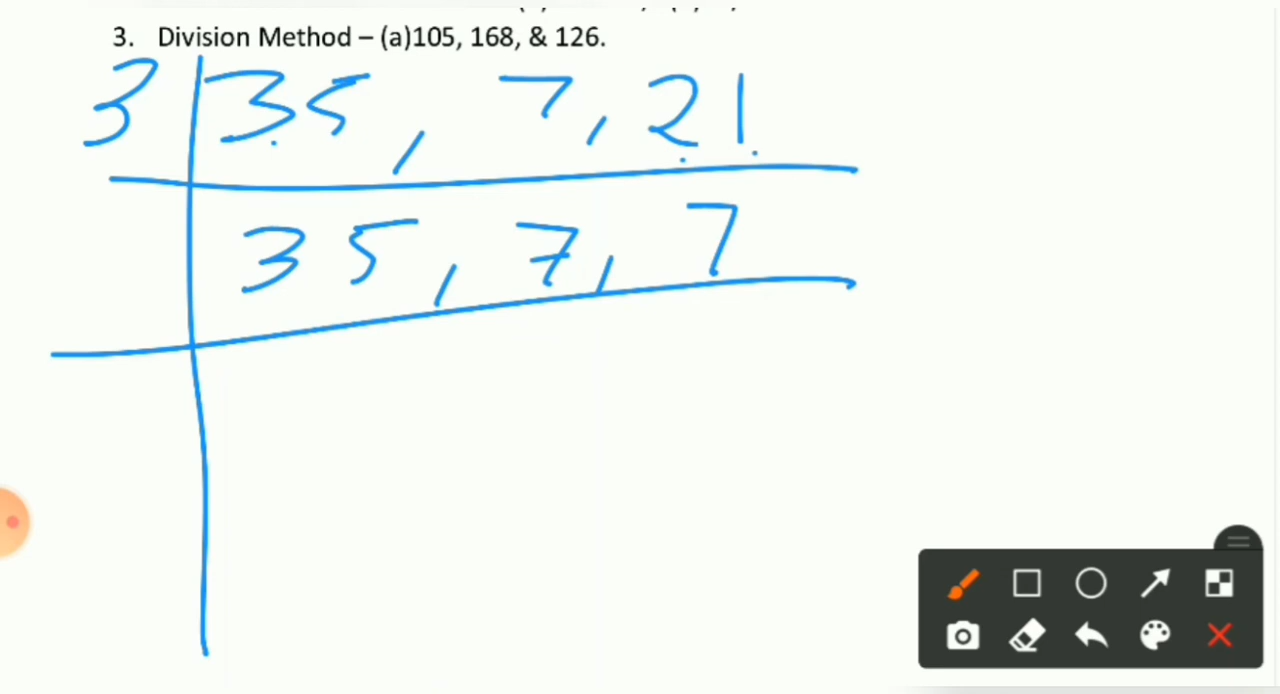 3. Division Method – (a)105, 168, & 126.
3 35, 7, 21
35, 7, 7